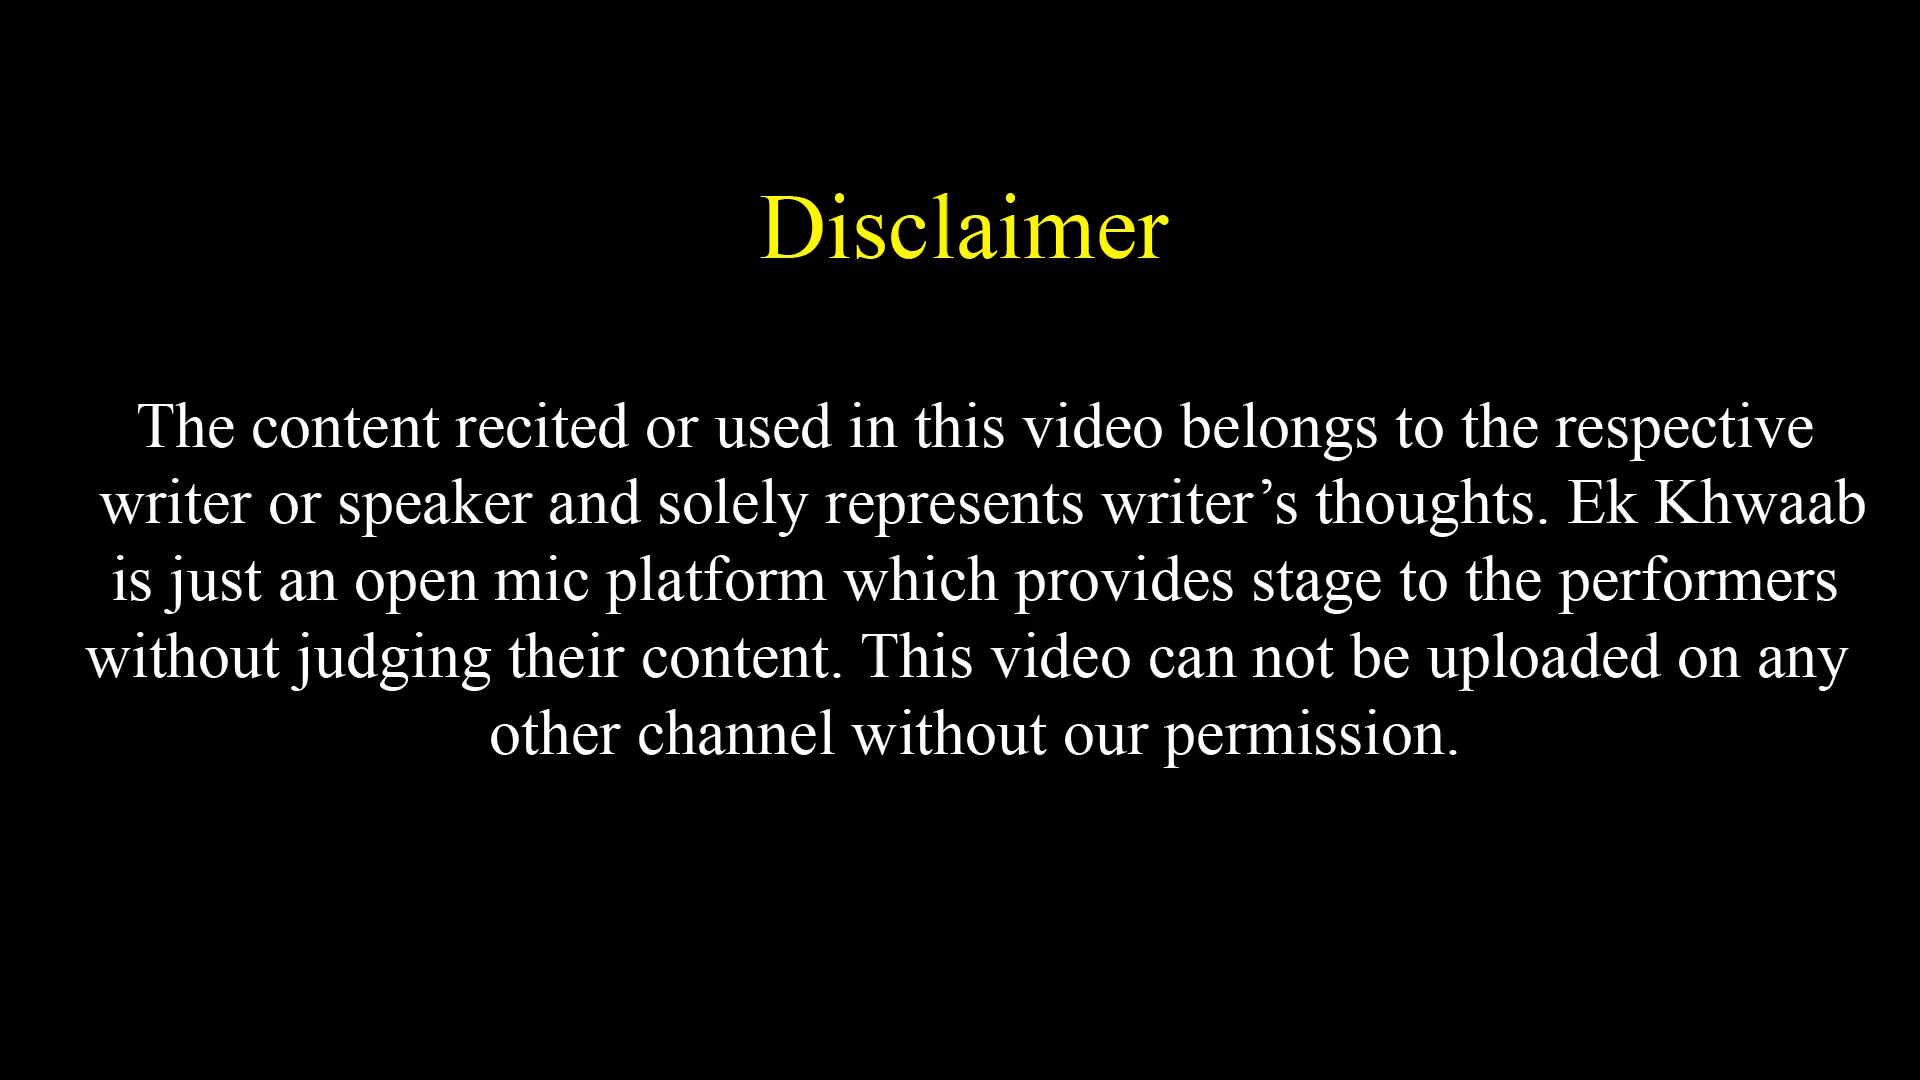 Disclaimer
The content recited or used in this video belongs to the respective
writer or speaker and solely represents writer’s thoughts. Ek Khwaab
is just an open mic platform which provides stage to the performers
without judging their content. This video can not be uploaded on any
other channel without our permission.